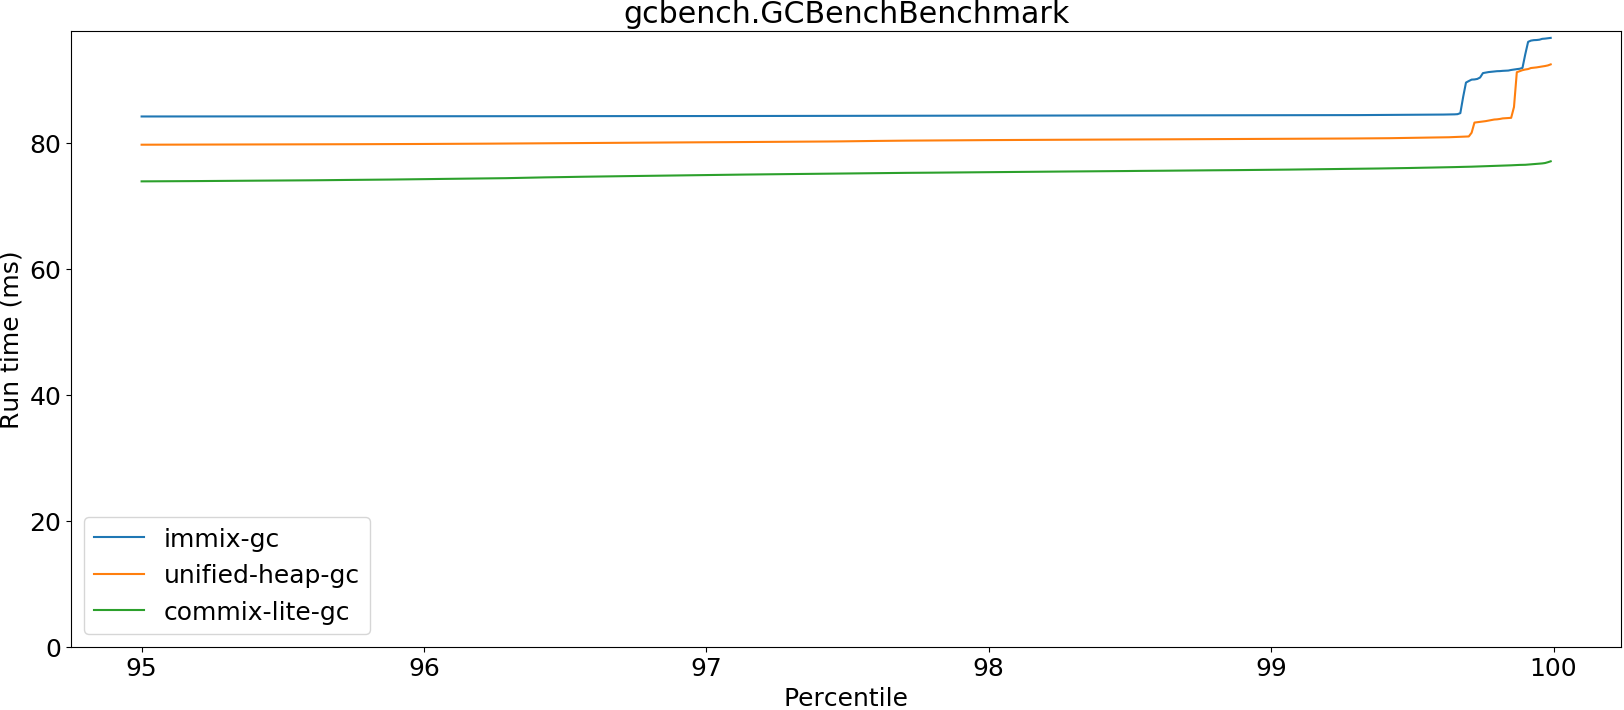 gcbench.GCBenchBenchmark
Run time (ms)
80
60
40
20
0
immix-gc
unified-heap-gc
commix-lite-gc
95 96 97 98 99 100
Percentile